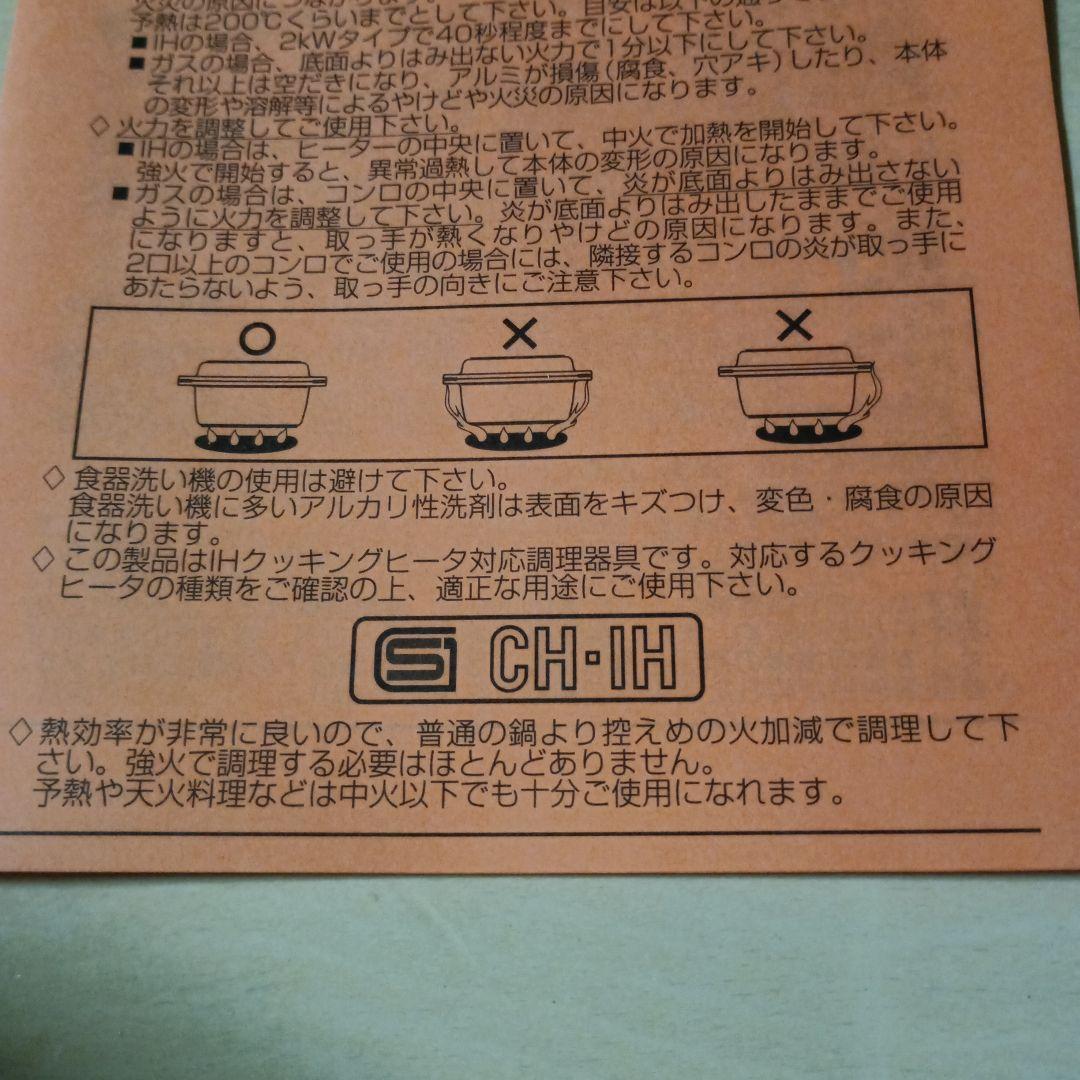 火災の原因につながります。
予熱は200℃くらいまでとして下さい。目安は以下の通り
■IHの場合、2kWタイプで40秒程度までにして下さい。
■ガスの場合、底面よりはみ出ない火力で1分以下にして下さい。
それ以上は空だきになり、アルミが損傷(腐食、穴アキ)したり、本体
の変形や溶解等によるやけどや火災の原因になります。
◇火力を調整してご使用下さい。
■IHの場合は、ヒーターの中央に置いて、中火で加熱を開始して下さい。
強火で開始すると、異常過熱して本体の変形の原因になります。
■ガスの場合は、コンロの中央に置いて、炎が底面よりはみ出さない
ように火力を調整して下さい。炎が底面よりはみ出したままでご使用
になりますと、取っ手が熱くなりやけどの原因になります。また、
2口以上のコンロでご使用の場合には、隣接するコンロの炎が取っ手に
あたらないよう、取っ手の向きにご注意下さい。
○ × ×
◇食器洗い機の使用は避けて下さい。
食器洗い機に多いアルカリ性洗剤は表面をキズつけ、変色・腐食の原因
になります。
◇この製品はIHクッキングヒータ対応調理器具です。対応するクッキング
ヒータの種類をご確認の上、適正な用途にご使用下さい。
SG CH・IH
◇熱効率が非常に良いので、普通の鍋より控えめの火加減で調理して下
さい。強火で調理する必要はほとんどありません。
予熱や天火料理などは中火以下でも十分ご使用になれます。